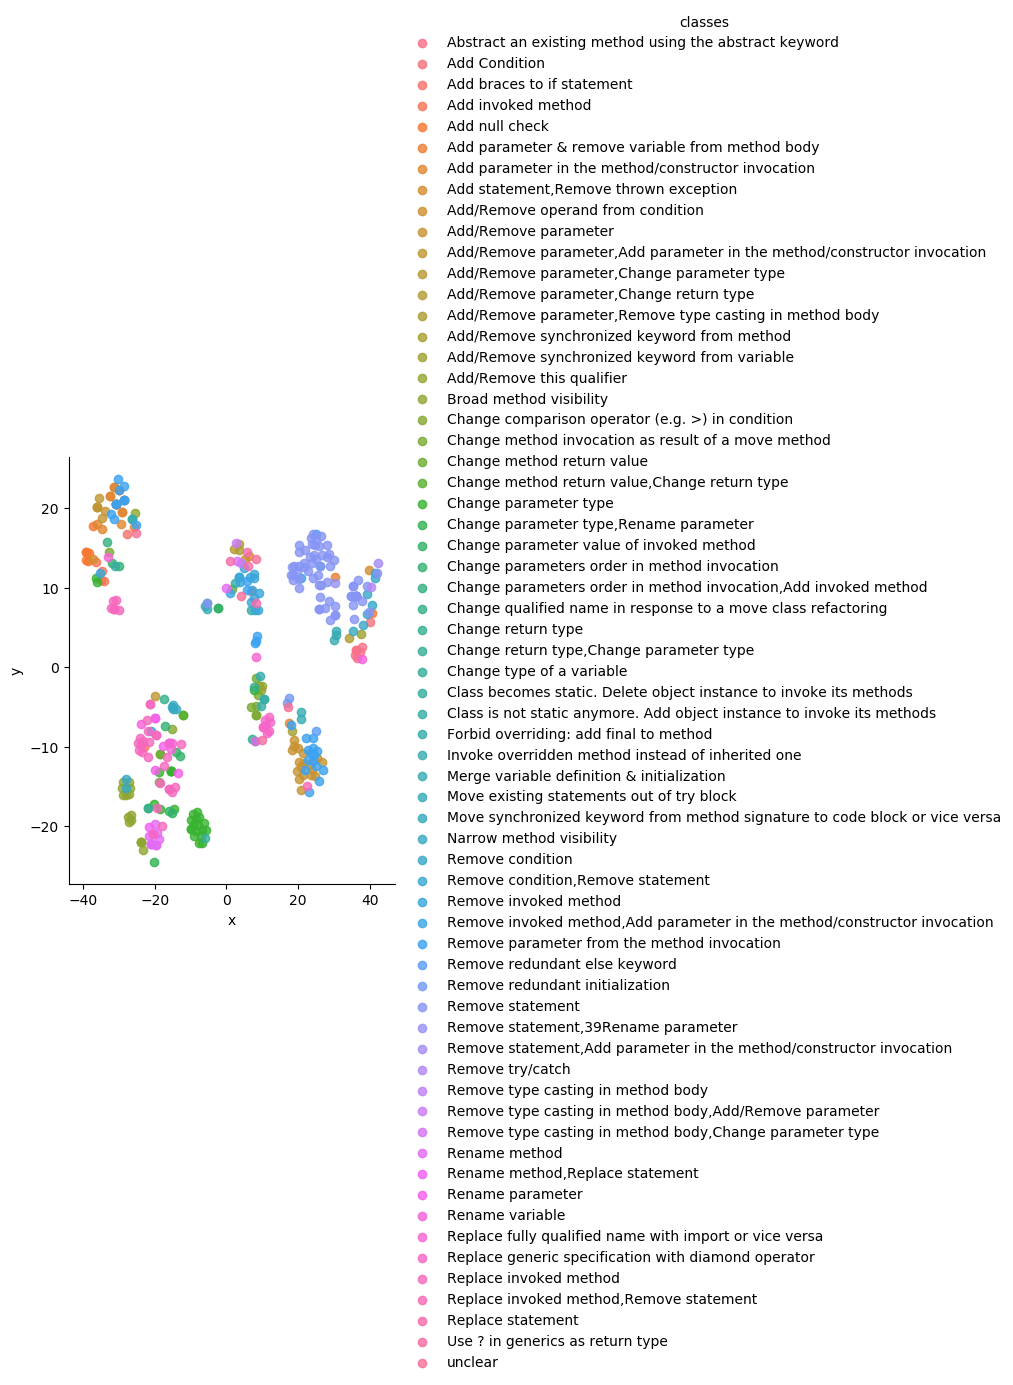 classes
Abstract an existing method using the abstract keyword
Add Condition
Add braces to if statement
Add invoked method
Add null check
Add parameter & remove variable from method body
Add parameter in the method/constructor invocation
Add statement,Remove thrown exception
Add/Remove operand from condition
Add/Remove parameter
Add/Remove parameter,Add parameter in the method/constructor invocation
Add/Remove parameter,Change parameter type
Add/Remove parameter,Change return type
Add/Remove parameter,Remove type casting in method body
Add/Remove synchronized keyword from method
Add/Remove synchronized keyword from variable
Add/Remove this qualifier
Broad method visibility
Change comparison operator (e.g. >) in condition
Change method invocation as result of a move method
Change method return value
Change method return value,Change return type
Change parameter type
Change parameter type,Rename parameter
Change parameter value of invoked method
Change parameters order in method invocation
Change parameters order in method invocation,Add invoked method
Change qualified name in response to a move class refactoring
Change return type
Change return type,Change parameter type
Change type of a variable
Class becomes static. Delete object instance to invoke its methods
Class is not static anymore. Add object instance to invoke its methods
Forbid overriding: add final to method
Invoke overridden method instead of inherited one
Merge variable definition & initialization
Move existing statements out of try block
Move synchronized keyword from method signature to code block or vice versa
Narrow method visibility
Remove condition
Remove condition,Remove statement
Remove invoked method
Remove invoked method,Add parameter in the method/constructor invocation
Remove parameter from the method invocation
Remove redundant else keyword
Remove redundant initialization
Remove statement
Remove statement,39Rename parameter
Remove statement,Add parameter in the method/constructor invocation
Remove try/catch
Remove type casting in method body
Remove type casting in method body,Add/Remove parameter
Remove type casting in method body,Change parameter type
Rename method
Rename method,Replace statement
Rename parameter
Rename variable
Replace fully qualified name with import or vice versa
Replace generic specification with diamond operator
Replace invoked method
Replace invoked method,Remove statement
Replace statement
Use ? in generics as return type
unclear
20
10
0
−10
−20
y
−40 −20 0 20 40
x